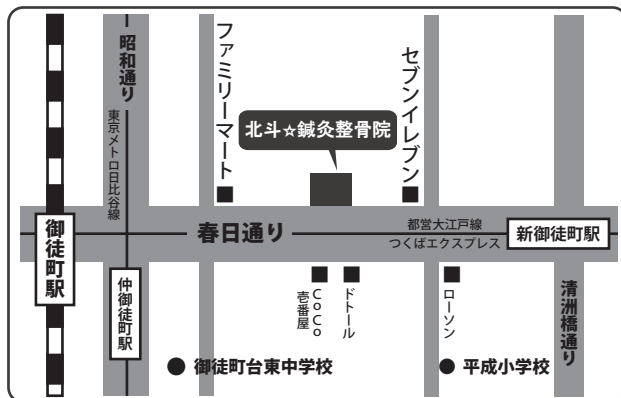 昭和通り
東京メトロ日比谷線
ファミリーマート
北斗☆鍼灸整骨院
セブンイレブン
御徒町駅
春日通り
都営大江戸線
つくばエクスプレス
新御徒町駅
仲御徒町駅
CoCo
壱番屋
ドトール
ローソン
清洲橋通り
御徒町台東中学校
平成小学校